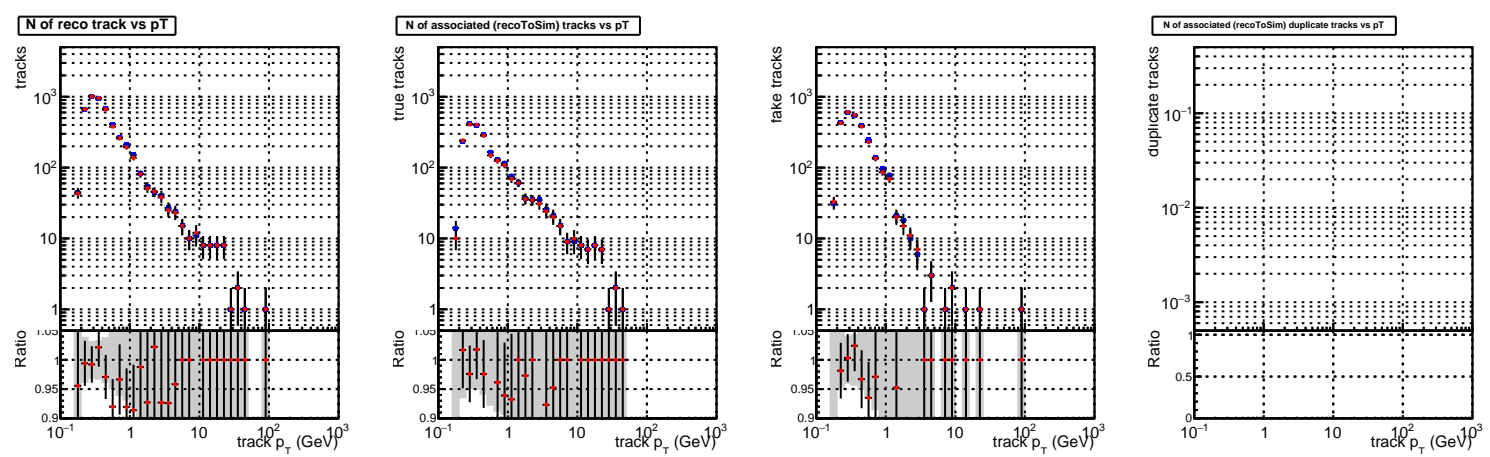 N of reco track vs pT
tracks
10³
10²
10
1
Ratio
1.05
1
0.95
0.9
10⁻¹ 1 10 10² 10³
track p_T (GeV)
N of associated (recoToSim) tracks vs pT
true tracks
10³
10²
10
1
Ratio
1.05
1
0.95
0.9
10⁻¹ 1 10 10² 10³
track p_T (GeV)
fake tracks
10³
10²
10
1
Ratio
1.05
1
0.95
0.9
10⁻¹ 1 10 10² 10³
track p_T (GeV)
N of associated (recoToSim) duplicate tracks vs pT
duplicate tracks
10⁻¹
10⁻²
10⁻³
Ratio
1
0.5
0
10⁻¹ 1 10 10² 10³
track p_T (GeV)